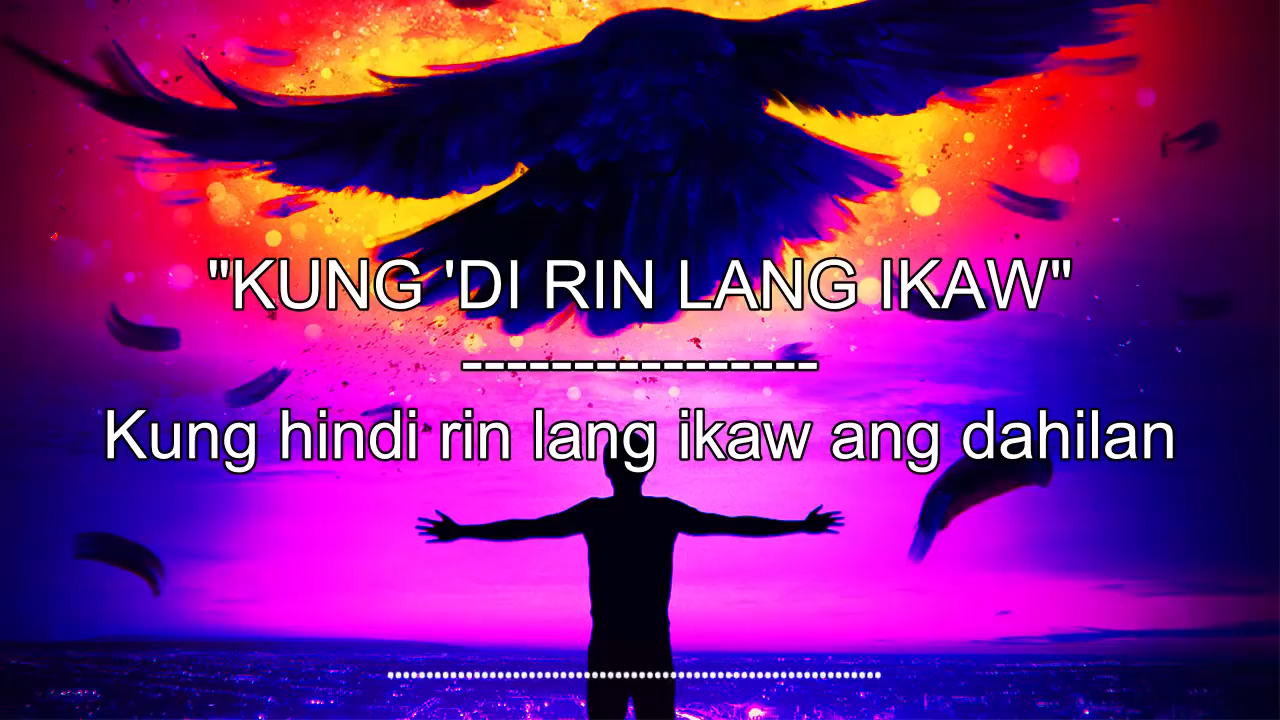 "KUNG 'DI RIN LANG IKAW"
----------------
Kung hindi rin lang ikaw ang dahilan